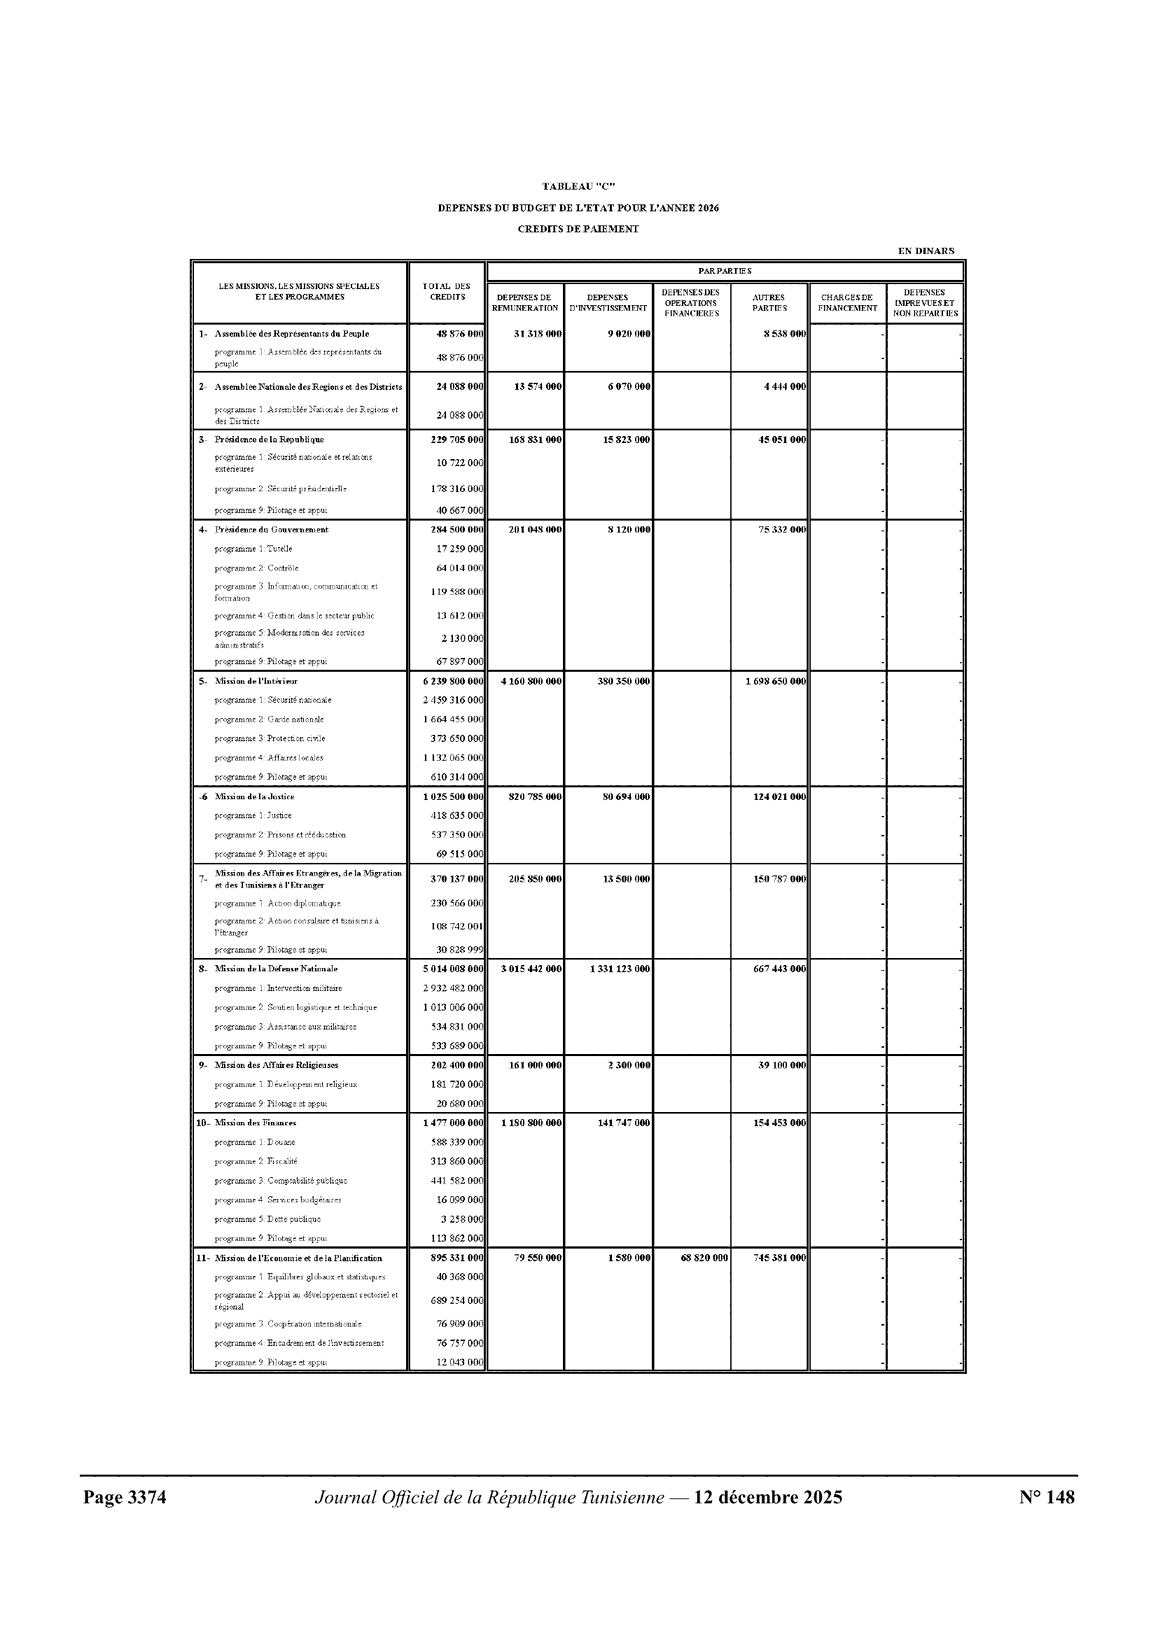 TABLEAU "C"
DEPENSES DU BUDGET DE L'ETAT POUR L'ANNEE 2026
CREDITS DE PAIEMENT
EN DINARS
LES MISSIONS, LES MISSIONS SPECIALES
ET LES PROGRAMMES
TOTAL DES
CREDITS
PAR PARTIES
DEPENSES DE
REMUNERATION
DEPENSES
D'INVESTISSEMENT
DEPENSES DES
OPERATIONS
FINANCIERES
AUTRES
PARTIES
CHARGES DE
FINANCEMENT
DEPENSES
IMPREVUES ET
NON REPARTIES
1- Assemblée des Représentants du Peuple 48 876 000 31 318 000 9 020 000 8 538 000 - -
programme 1: Assemblée des représentants du
peuple 48 876 000 - -
2- Assemblée Nationale des Regions et des Districts 24 088 000 13 574 000 6 070 000 4 444 000
programme 1: Assemblée Nationale des Regions et
des Districts 24 088 000
3- Présidence de la République 229 705 000 168 831 000 15 823 000 45 051 000 - -
programme 1: Sécurité nationale et relations
extérieures 10 722 000 - -
programme 2: Sécurité présidentielle 178 316 000 - -
programme 9: Pilotage et appui 40 667 000 - -
4- Présidence du Gouvernement 284 500 000 201 048 000 8 120 000 75 332 000 - -
programme 1: Tutelle 17 259 000 - -
programme 2: Contrôle 64 014 000 - -
programme 3: Information, communication et
formation 119 588 000 - -
programme 4: Gestion dans le secteur public 13 612 000 - -
programme 5: Modernisation des services
administratifs 2 130 000 - -
programme 9: Pilotage et appui 67 897 000 - -
5- Mission de l'Intérieur 6 239 800 000 4 160 800 000 380 350 000 1 698 650 000 - -
programme 1: Sécurité nationale 2 459 316 000 - -
programme 2: Garde nationale 1 664 455 000 - -
programme 3: Protection civile 373 650 000 - -
programme 4: Affaires locales 1 132 065 000 - -
programme 9: Pilotage et appui 610 314 000 - -
-6 Mission de la Justice 1 025 500 000 820 785 000 80 694 000 124 021 000 - -
programme 1: Justice 418 635 000 - -
programme 2: Prisons et rééducation 537 350 000 - -
programme 9: Pilotage et appui 69 515 000 - -
7- Mission des Affaires Etrangères, de la Migration
et des Tunisiens à l'Etranger 370 137 000 205 850 000 13 500 000 150 787 000 - -
programme 1: Action diplomatique 230 566 000 - -
programme 2: Action consulaire et tunisiens à
l'étranger 108 742 001 - -
programme 9: Pilotage et appui 30 828 999 - -
8- Mission de la Défense Nationale 5 014 008 000 3 015 442 000 1 331 123 000 667 443 000 - -
programme 1: Intervention militaire 2 932 482 000 - -
programme 2: Soutien logistique et technique 1 013 006 000 - -
programme 3: Assistance aux militaires 534 831 000 - -
programme 9: Pilotage et appui 533 689 000 - -
9- Mission des Affaires Religieuses 202 400 000 161 000 000 2 300 000 39 100 000 - -
programme 1: Développement religieux 181 720 000 - -
programme 9: Pilotage et appui 20 680 000 - -
10- Mission des Finances 1 477 000 000 1 180 800 000 141 747 000 154 453 000 - -
programme 1: Douane 588 339 000 - -
programme 2: Fiscalité 313 860 000 - -
programme 3: Comptabilité publique 441 582 000 - -
programme 4: Services budgétaires 16 099 000 - -
programme 5: Dette publique 3 258 000 - -
programme 9: Pilotage et appui 113 862 000 - -
11- Mission de l'Economie et de la Planification 895 331 000 79 550 000 1 580 000 68 820 000 745 381 000 - -
programme 1: Equilibres globaux et statistiques 40 368 000 - -
programme 2: Appui au développement sectoriel et
régional 689 254 000 - -
programme 3: Coopération internationale 76 909 000 - -
programme 4: Encadrement de l'investissement 76 757 000 - -
programme 9: Pilotage et appui 12 043 000 - -
Page 3374 Journal Officiel de la République Tunisienne — 12 décembre 2025 N° 148